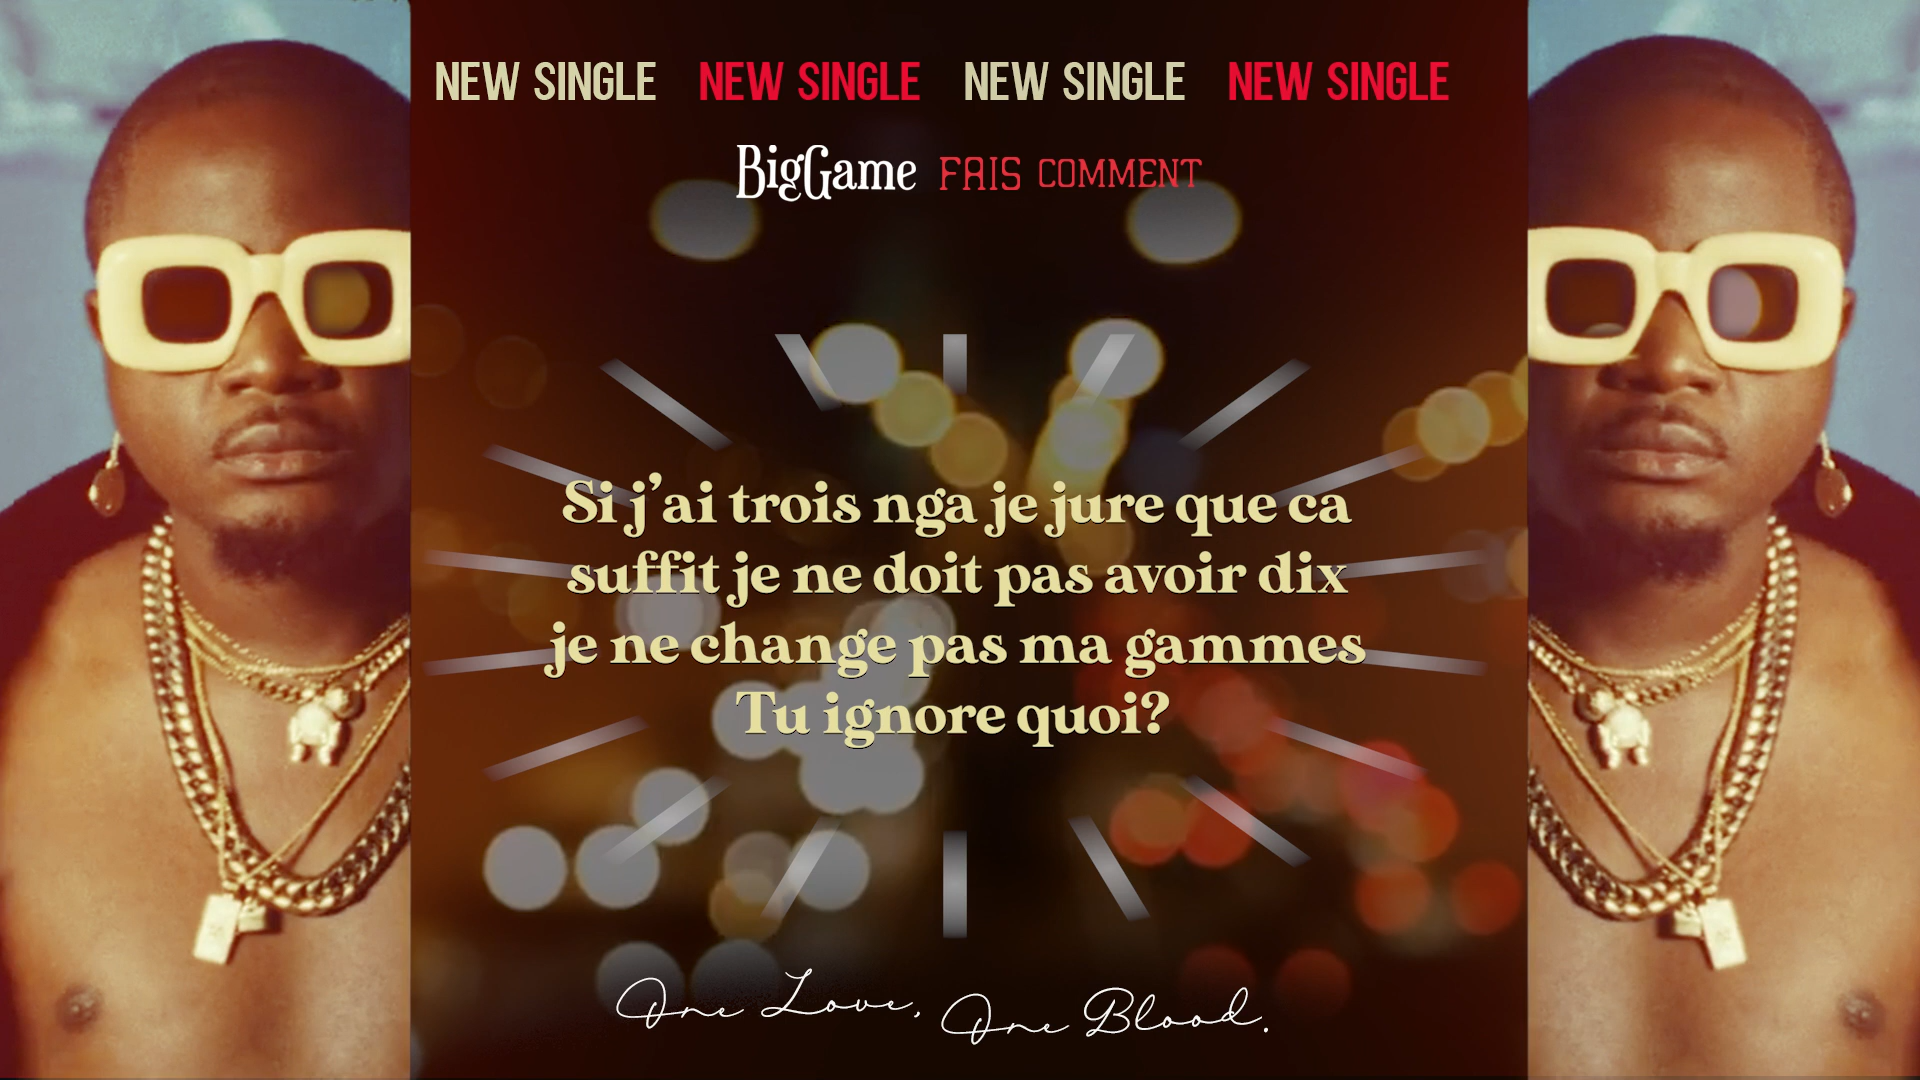 NEW SINGLE NEW SINGLE NEW SINGLE NEW SINGLE
BigGame FAIS COMMENT
Si j’ai trois nga je jure que ca
suffit je ne doit pas avoir dix
je ne change pas ma gammes
Tu ignore quoi?
One Love, One Blood.